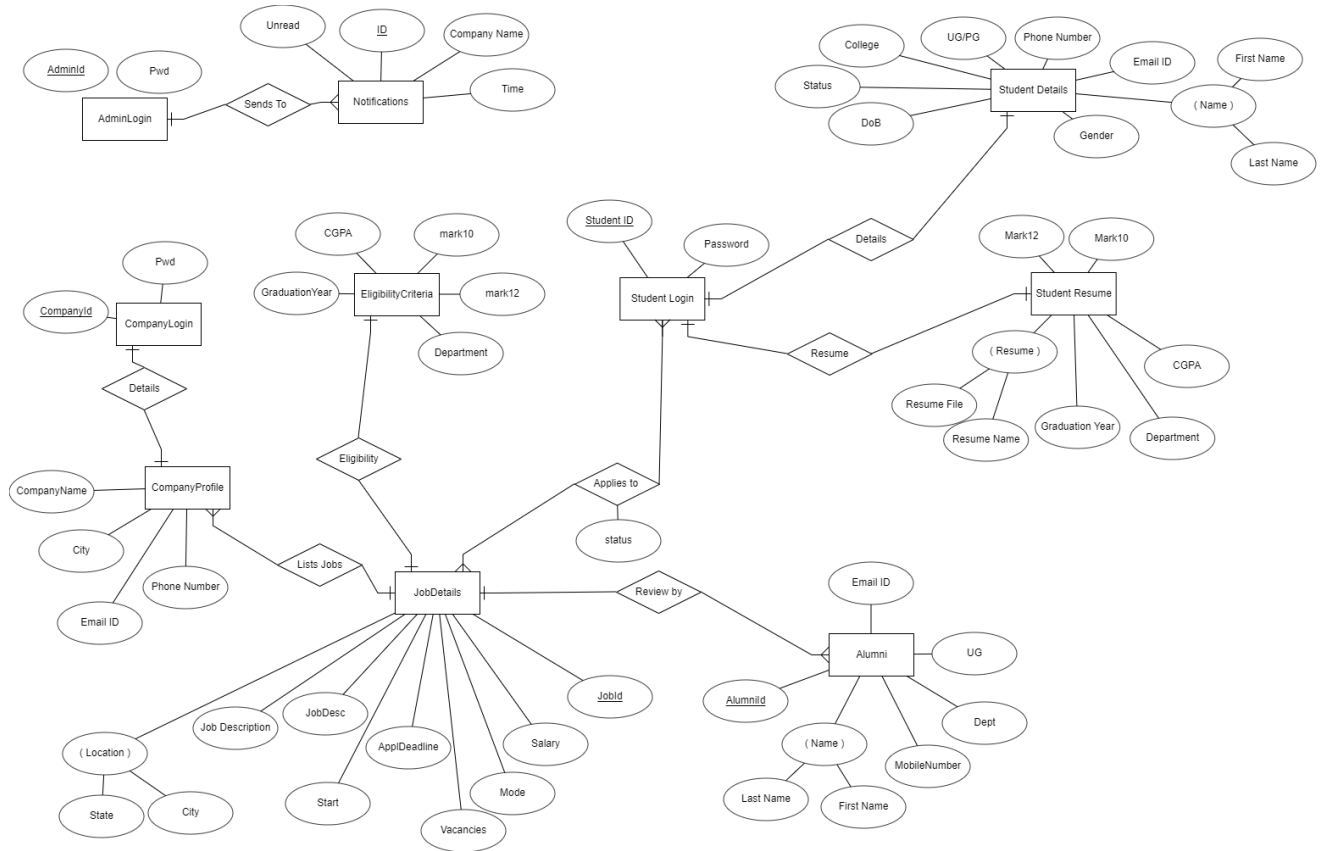 Unread
ID
Company Name
AdminId
Pwd
Time
AdminLogin
Sends To
Notifications
College
UG/PG
Phone Number
Email ID
First Name
Status
Student Details
( Name )
DoB
Gender
Last Name
Student ID
Password
Details
CGPA
mark10
GraduationYear
EligibilityCriteria
mark12
Department
Pwd
CompanyId
CompanyLogin
Details
Student Login
Mark12
Mark10
Student Resume
Resume
( Resume )
CGPA
Resume File
Resume Name
Graduation Year
Department
Eligibility
Applies to
status
CompanyName
CompanyProfile
City
Phone Number
Email ID
Lists Jobs
JobDetails
Review by
Email ID
Alumni
UG
AlumniId
Dept
( Name )
MobileNumber
Last Name
First Name
Job Description
JobDesc
JobId
( Location )
ApplDeadline
Salary
State
City
Start
Mode
Vacancies